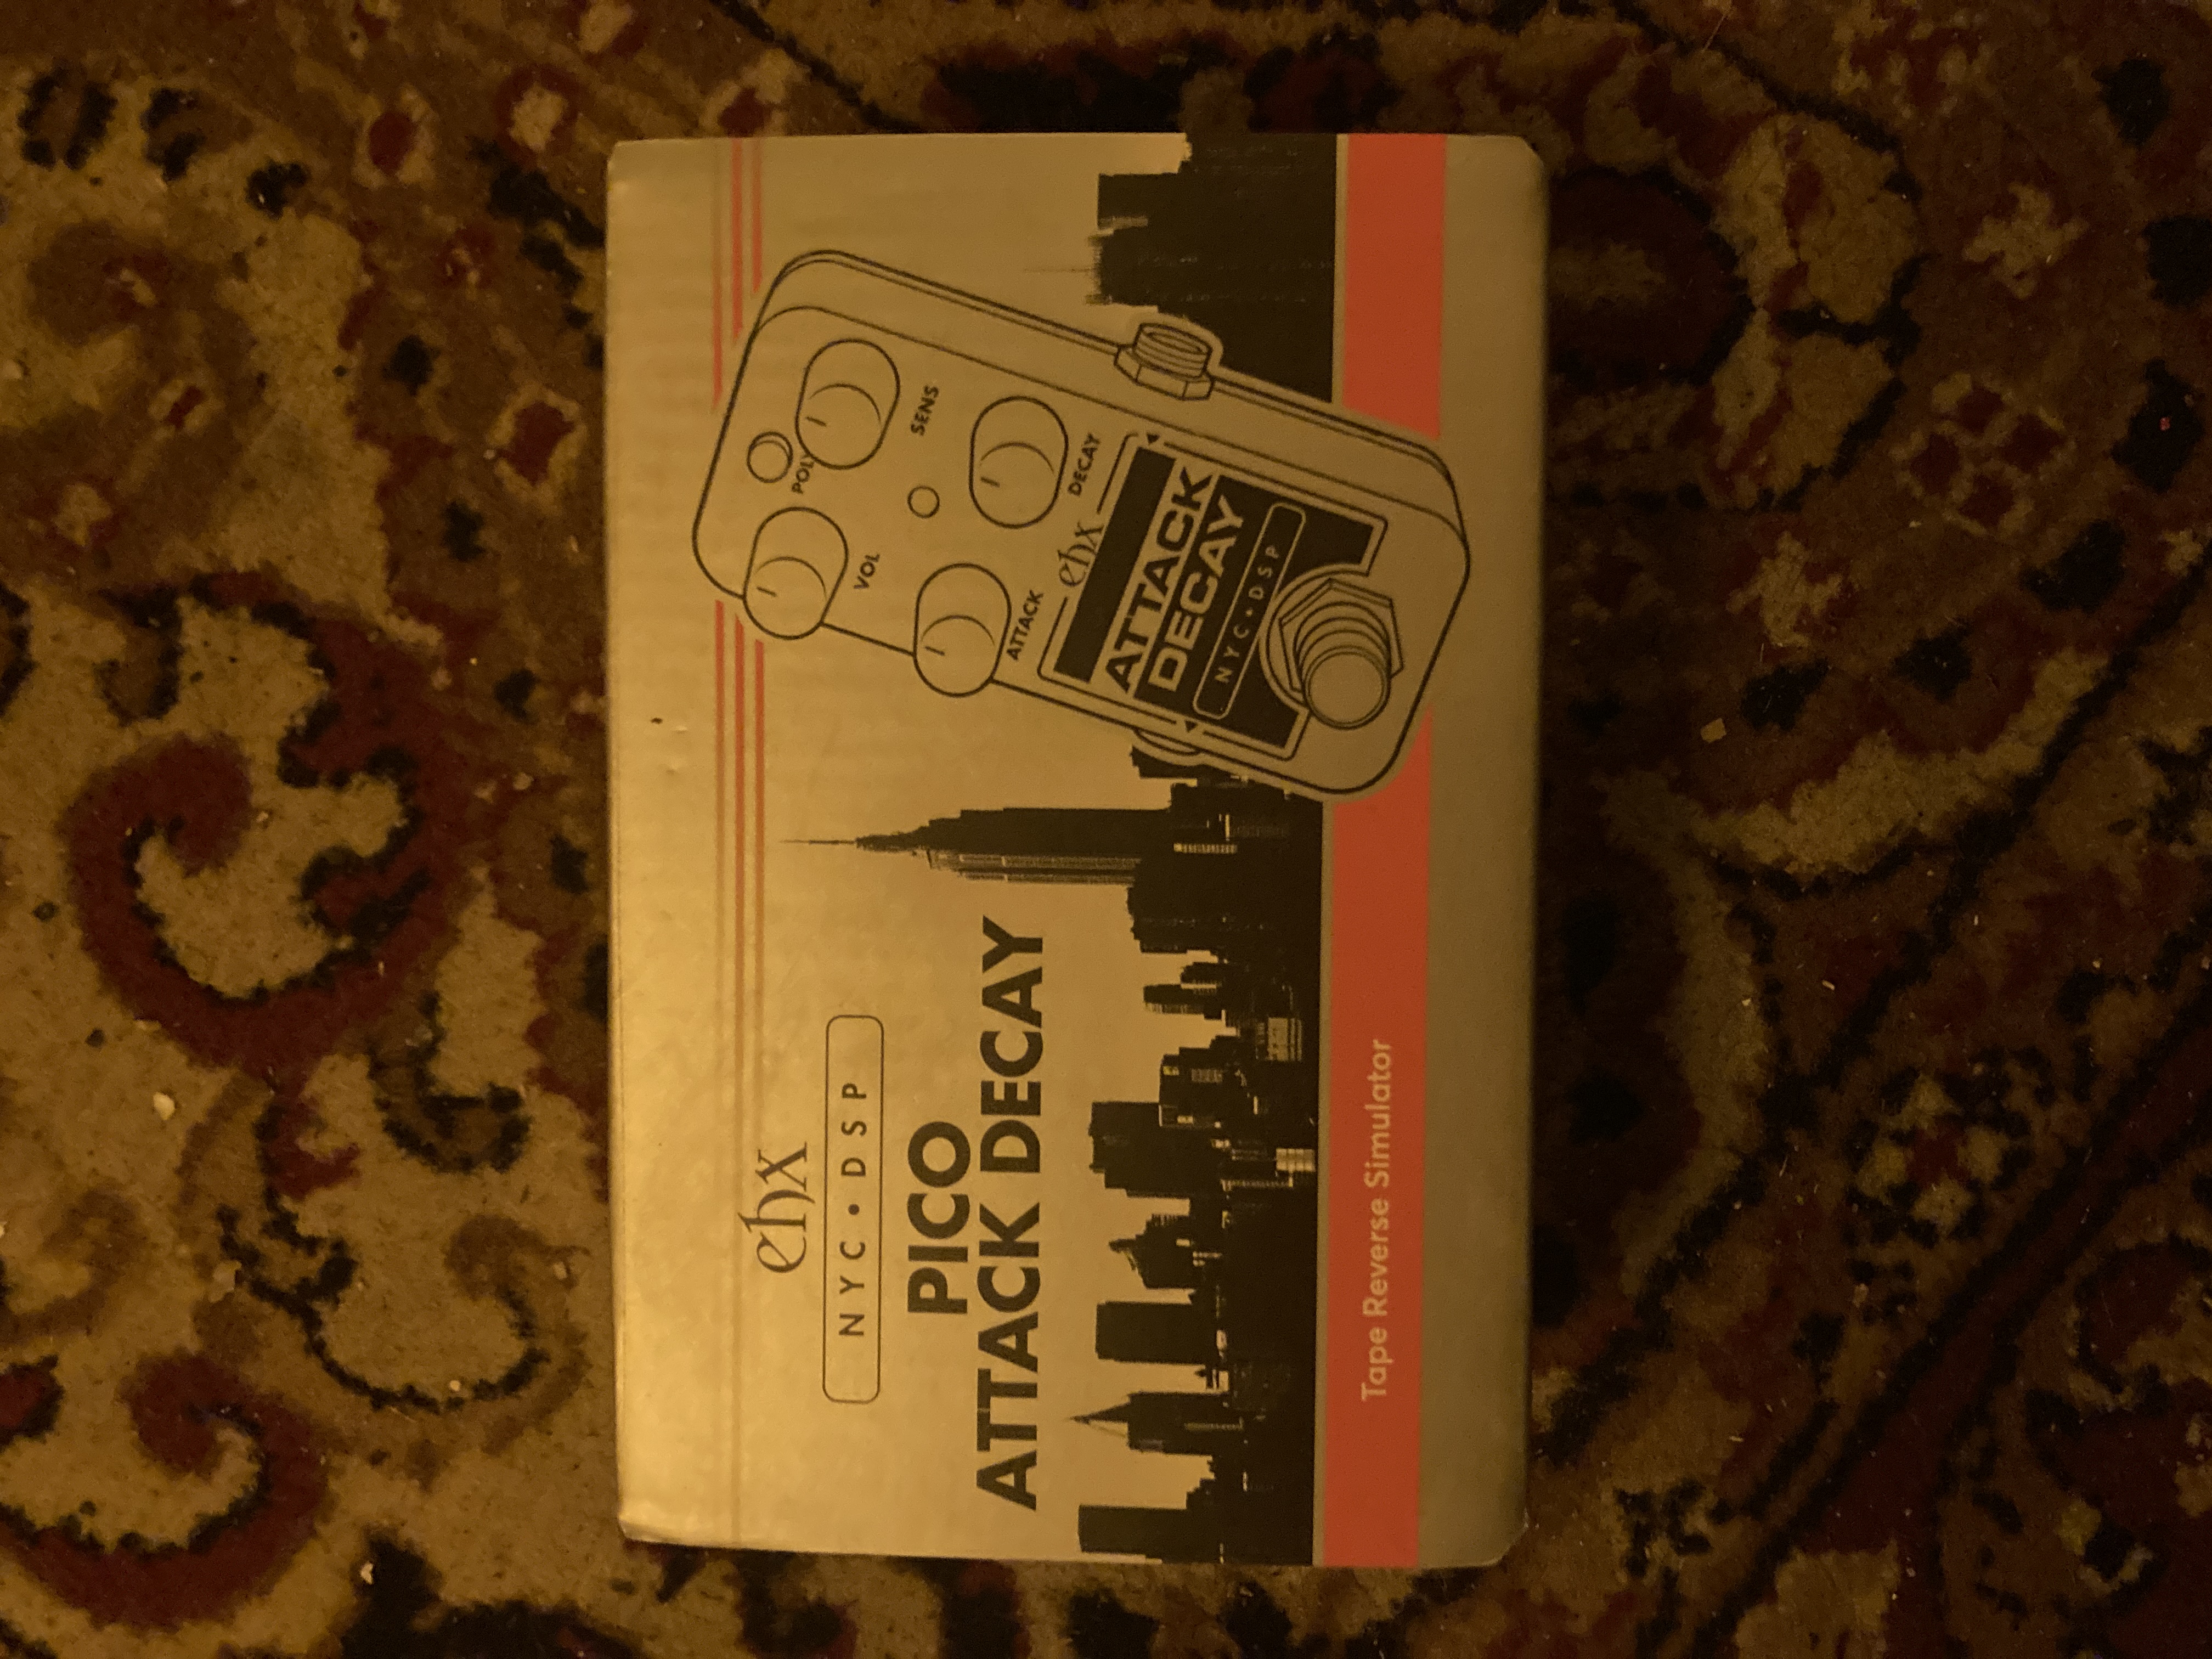 ehx
NYC•DSP
PICO
ATTACK DECAY
Tape Reverse Simulator
POLY
VOL
SENS
ATTACK
DECAY
ehx
ATTACK
DECAY
NYC•DSP